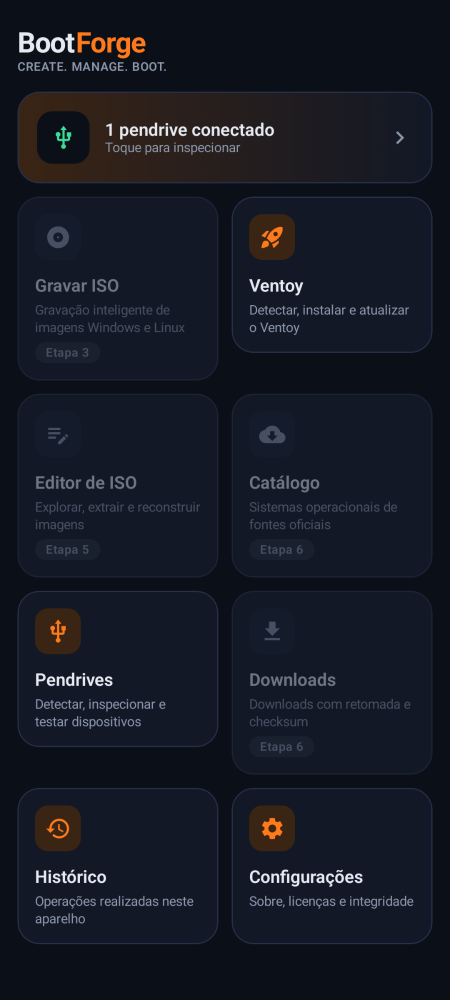 BootForge
CREATE. MANAGE. BOOT.
1 pendrive conectado
Toque para inspecionar
Gravar ISO
Gravação inteligente de
imagens Windows e Linux
Etapa 3
Ventoy
Detectar, instalar e atualizar
o Ventoy
Editor de ISO
Explorar, extrair e reconstruir
imagens
Etapa 5
Catálogo
Sistemas operacionais de
fontes oficiais
Etapa 6
Pendrives
Detectar, inspecionar e
testar dispositivos
Downloads
Downloads com retomada e
checksum
Etapa 6
Histórico
Operações realizadas neste
aparelho
Configurações
Sobre, licenças e integridade